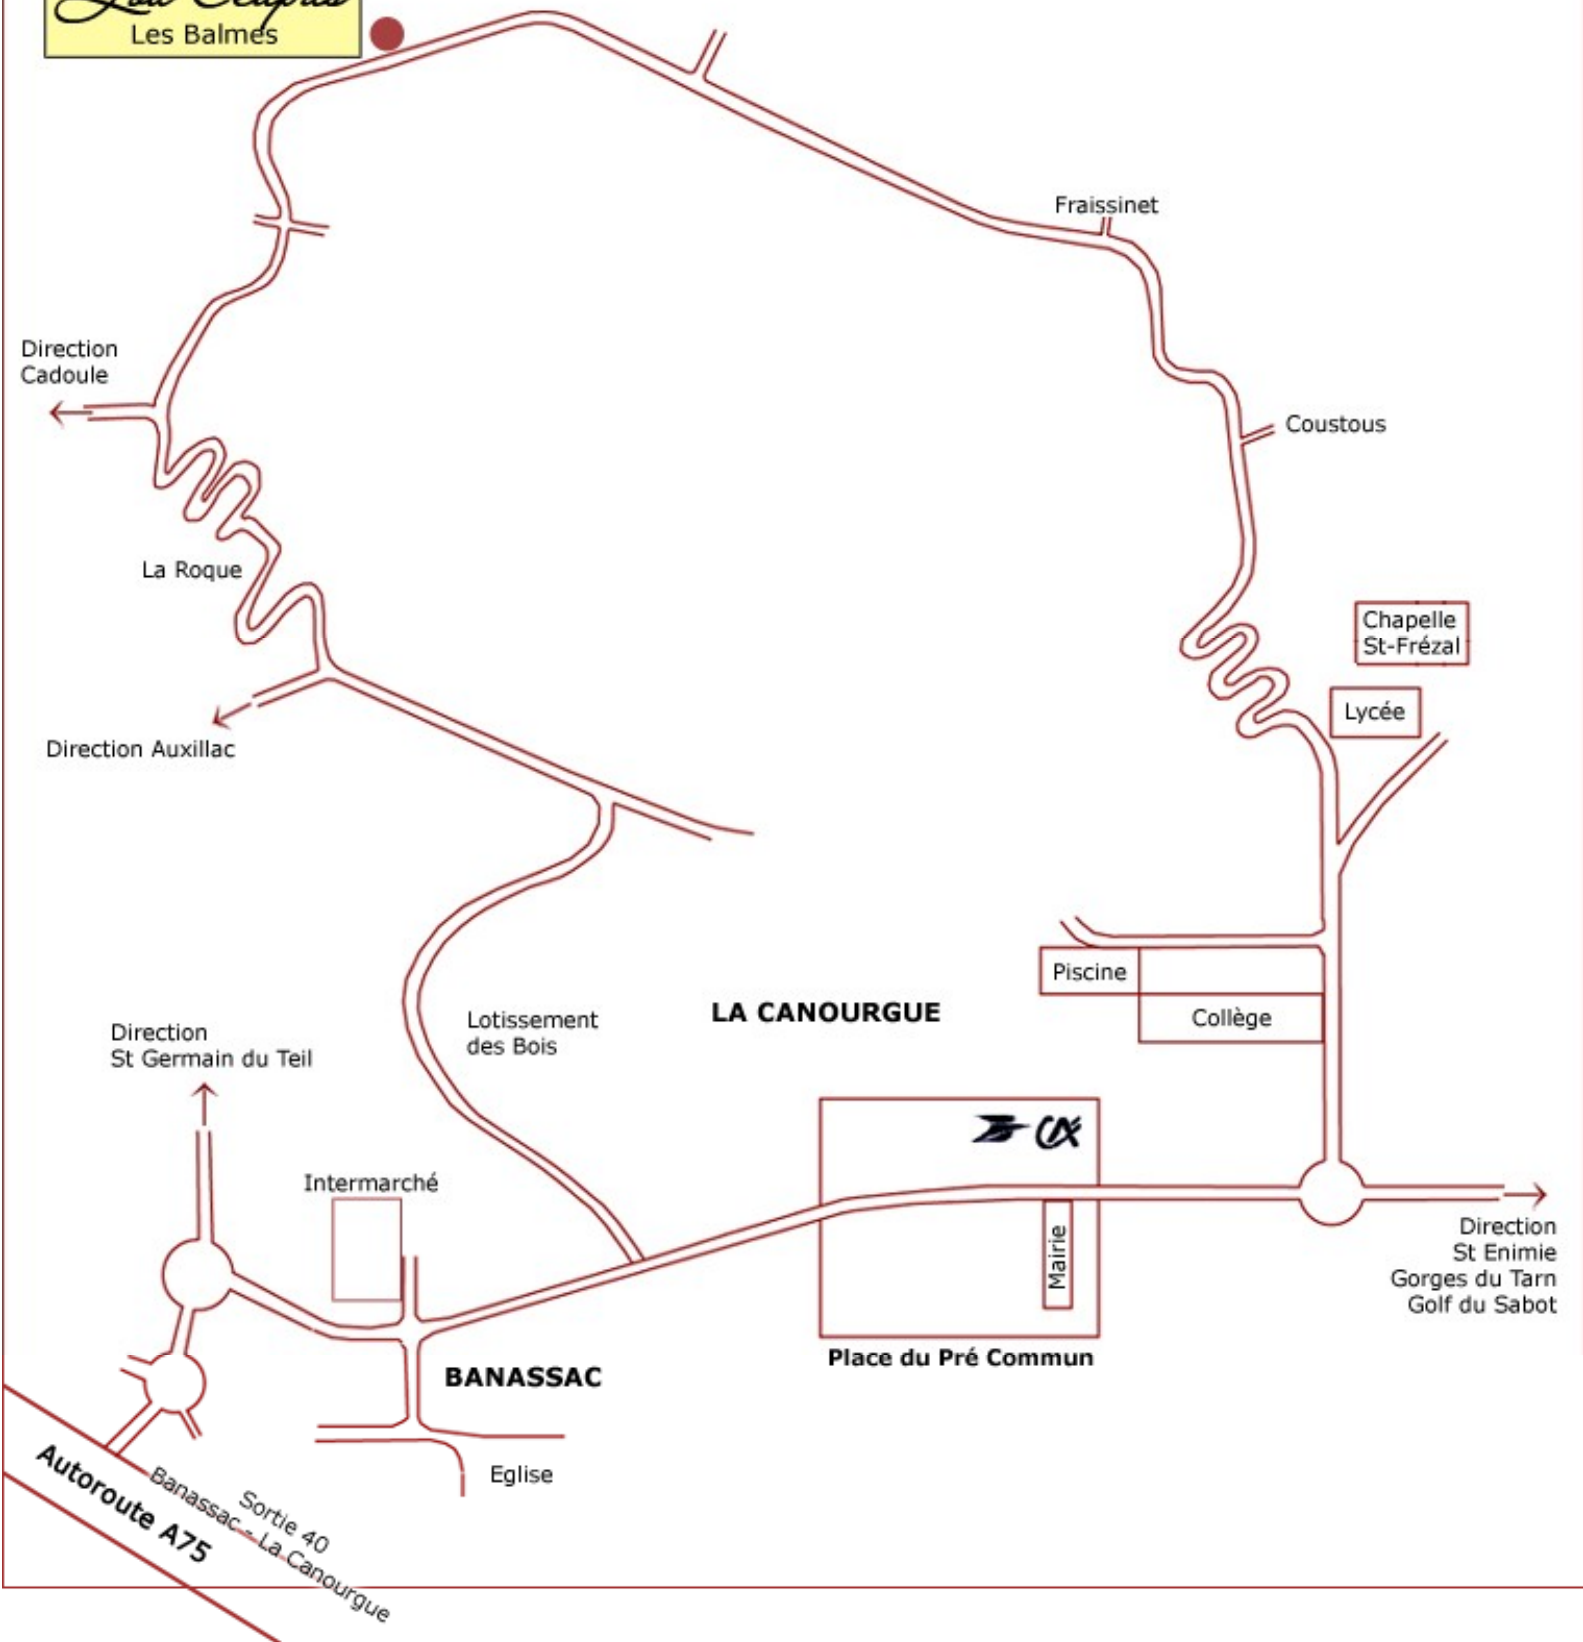 Les Balmes
Fraissinet
Direction
Cadoule
Coustous
La Roque
Chapelle
St-Frézal
Lycée
Direction Auxillac
Piscine
LA CANOURGUE
Collège
Lotissement
des Bois
Direction
St Germain du Teil
Intermarché
Mairie
Direction
St Enimie
Gorges du Tarn
Golf du Sabot
Place du Pré Commun
BANASSAC
Eglise
Autoroute A75
Sortie 40
Banassac - La Canourgue